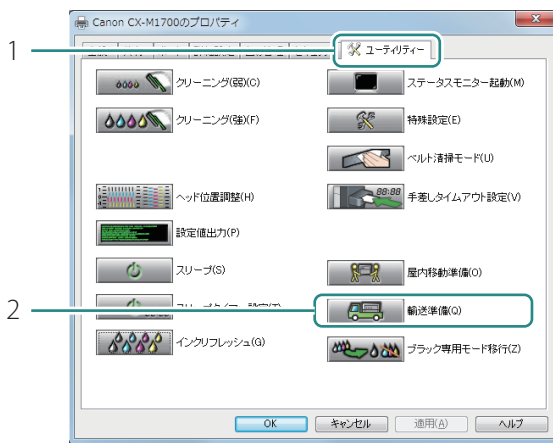 Canon CX-M1700のプロパティ
1
ユーティリティー
クリーニング(弱)(C)
ステータスモニター起動(M)
クリーニング(強)(F)
特殊設定(E)
ベルト清掃モード(U)
ヘッド位置調整(H)
88:88
手差しタイムアウト設定(V)
設定値出力(P)
スリープ(S)
屋内移動準備(O)
2
輸送準備(Q)
インクリフレッシュ(G)
ブラック専用モード移行(Z)
OK
キャンセル
適用(A)
ヘルプ